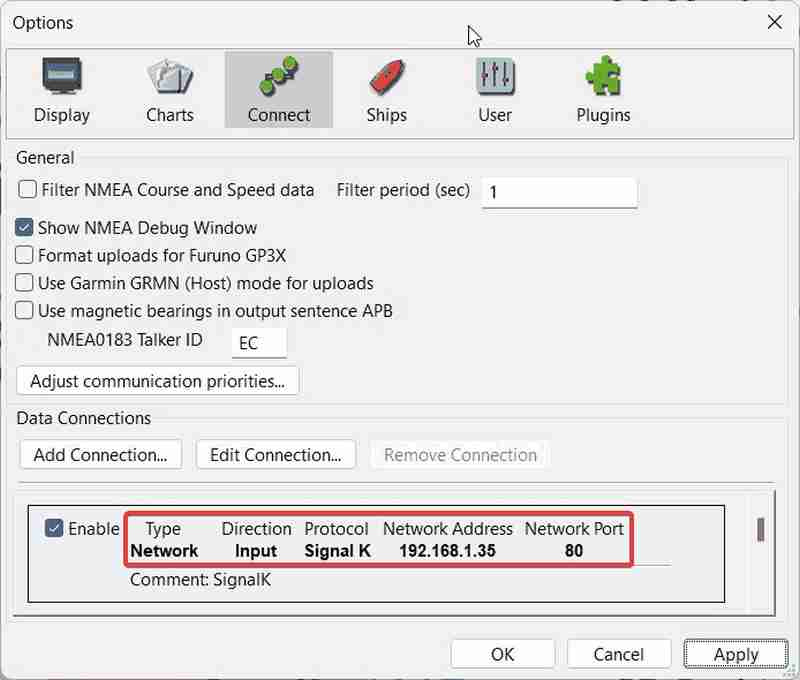 Options
Display Charts Connect Ships User Plugins
General
Filter NMEA Course and Speed data Filter period (sec) 1
Show NMEA Debug Window
Format uploads for Furuno GP3X
Use Garmin GRMN (Host) mode for uploads
Use magnetic bearings in output sentence APB
NMEA0183 Talker ID EC
Adjust communication priorities...
Data Connections
Add Connection... Edit Connection... Remove Connection
Enable Type Direction Protocol Network Address Network Port
Network Input Signal K 192.168.1.35 80
Comment: SignalK
OK Cancel Apply